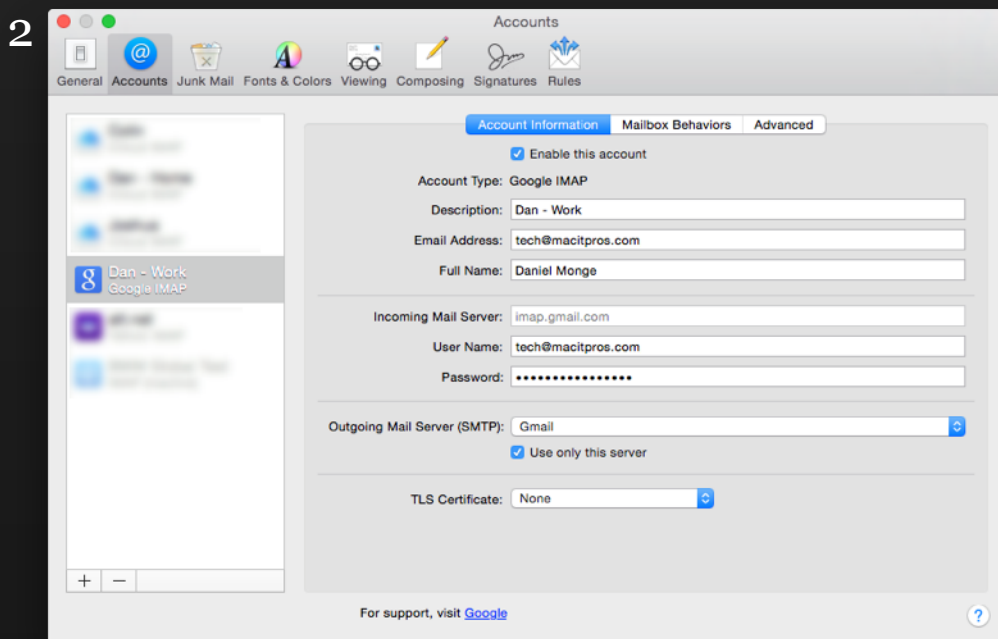 2
Accounts
General Accounts Junk Mail Fonts & Colors Viewing Composing Signatures Rules
Account Information Mailbox Behaviors Advanced
Enable this account
Account Type: Google IMAP
Description: Dan - Work
Email Address: tech@macitpros.com
Full Name: Daniel Monge
Dan - Work
Google IMAP
Incoming Mail Server: imap.gmail.com
User Name: tech@macitpros.com
Password: ••••••••••••••••
Outgoing Mail Server (SMTP): Gmail
Use only this server
TLS Certificate: None
For support, visit Google